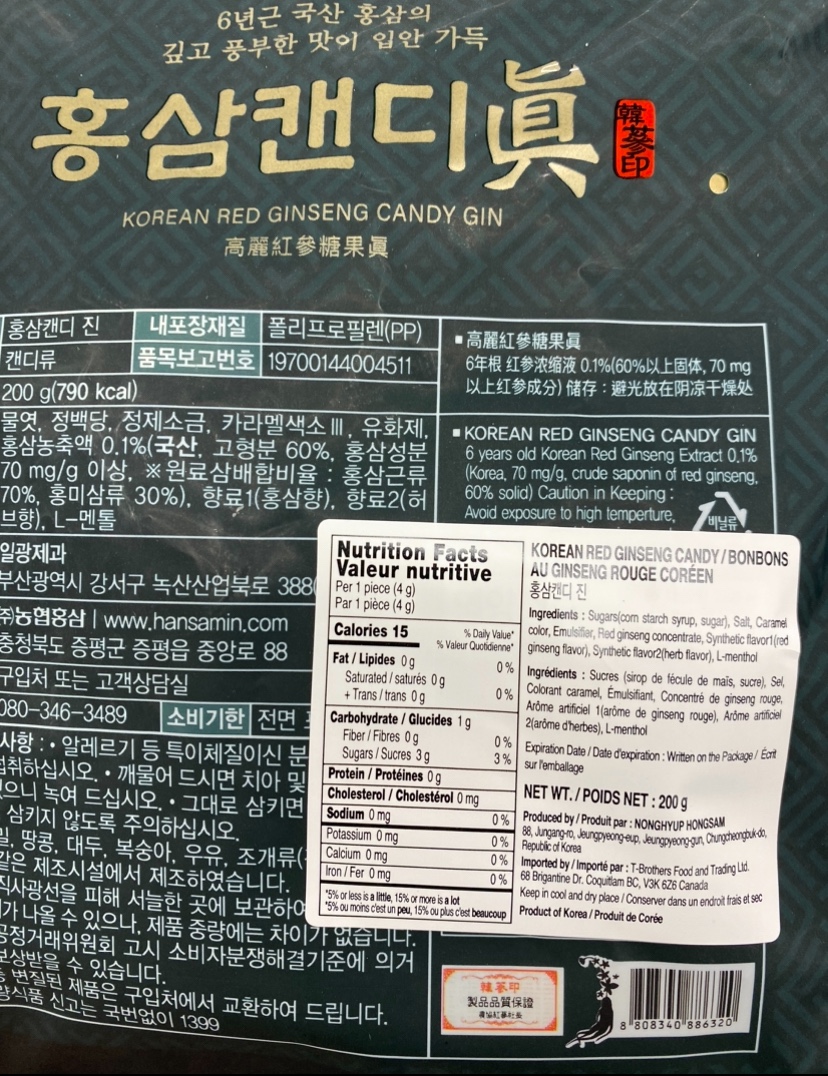 6년근 국산 홍삼의
깊고 풍부한 맛이 입안 가득
홍삼캔디眞
韓蔘印
KOREAN RED GINSENG CANDY GIN
高麗紅參糖果眞
홍삼캔디 진 내포장재질 폴리프로필렌(PP)
캔디류 품목보고번호 19700144004511
200 g(790 kcal)
물엿, 정백당, 정제소금, 카라멜색소Ⅲ, 유화제,
홍삼농축액 0.1%(국산, 고형분 60%, 홍삼성분
70 mg/g 이상, ※원료삼배합비율 : 홍삼근류
70%, 홍미삼류 30%), 향료1(홍삼향), 향료2(허
브향), L-멘톨
일광제과
부산광역시 강서구 녹산산업북로 388
㈜농협홍삼 | www.hansamin.com
충청북도 증평군 증평읍 중앙로 88
구입처 또는 고객상담실
080-346-3489 소비기한 전면
사항 : • 알레르기 등 특이체질이신 분
섭취하십시오. • 깨물어 드시면 치아 및
으니 녹여 드십시오. • 그대로 삼키면
삼키지 않도록 주의하십시오.
밀, 땅콩, 대두, 복숭아, 우유, 조개류(
같은 제조시설에서 제조하였습니다.
직사광선을 피해 서늘한 곳에 보관하여
가 나올 수 있으나, 제품 중량에는 차이가 없습니다.
공정거래위원회 고시 소비자분쟁해결기준에 의거
보상받을 수 있습니다.
변질된 제품은 구입처에서 교환하여 드립니다.
량식품 신고는 국번없이 1399
▪ 高麗紅參糖果眞
6年根 红参浓缩液 0.1%(60%以上固体, 70 mg
以上红参成分) 储存 : 避光放在阴凉干燥处
▪ KOREAN RED GINSENG CANDY GIN
6 years old Korean Red Ginseng Extract 0.1%
(Korea, 70 mg/g, crude saponin of red ginseng,
60% solid) Caution in Keeping :
Avoid exposure to high temperture,
비닐류
Nutrition Facts
Valeur nutritive
Per 1 piece (4 g)
Par 1 pièce (4 g)
Calories 15 % Daily Value*
% Valeur Quotidienne*
Fat / Lipides 0 g 0 %
Saturated / saturés 0 g
+ Trans / trans 0 g 0 %
Carbohydrate / Glucides 1 g
Fiber / Fibres 0 g 0 %
Sugars / Sucres 3 g 3 %
Protein / Protéines 0 g
Cholesterol / Cholestérol 0 mg
Sodium 0 mg 0 %
Potassium 0 mg 0 %
Calcium 0 mg 0 %
Iron / Fer 0 mg 0 %
*5% or less is a little, 15% or more is a lot
*5% ou moins c'est un peu, 15% ou plus c'est beaucoup
KOREAN RED GINSENG CANDY / BONBONS
AU GINSENG ROUGE CORÉEN
홍삼캔디 진
Ingredients : Sugars(corn starch syrup, sugar), Salt, Caramel
color, Emulsifier, Red ginseng concentrate, Synthetic flavor1(red
ginseng flavor), Synthetic flavor2(herb flavor), L-menthol
Ingrédients : Sucres (sirop de fécule de maïs, sucre), Sel,
Colorant caramel, Émulsifiant, Concentré de ginseng rouge,
Arôme artificiel 1(arôme de ginseng rouge), Arôme artificiel
2(arôme d'herbes), L-menthol
Expiration Date / Date d'expiration : Written on the Package / Écrit
sur l'emballage
NET WT. / POIDS NET : 200 g
Produced by / Produit par : NONGHYUP HONGSAM
88, Jungang-ro, Jeungpyeong-eup, Jeungpyeong-gun, Chungcheongbuk-do,
Republic of Korea
Imported by / Importé par : T-Brothers Food and Trading Ltd.
68 Brigantine Dr. Coquitlam BC, V3K 6Z6 Canada
Keep in cool and dry place / Conserver dans un endroit frais et sec
Product of Korea / Produit de Corée
韓蔘印
製品品質保證
農協紅蔘社長
8 808340 886320